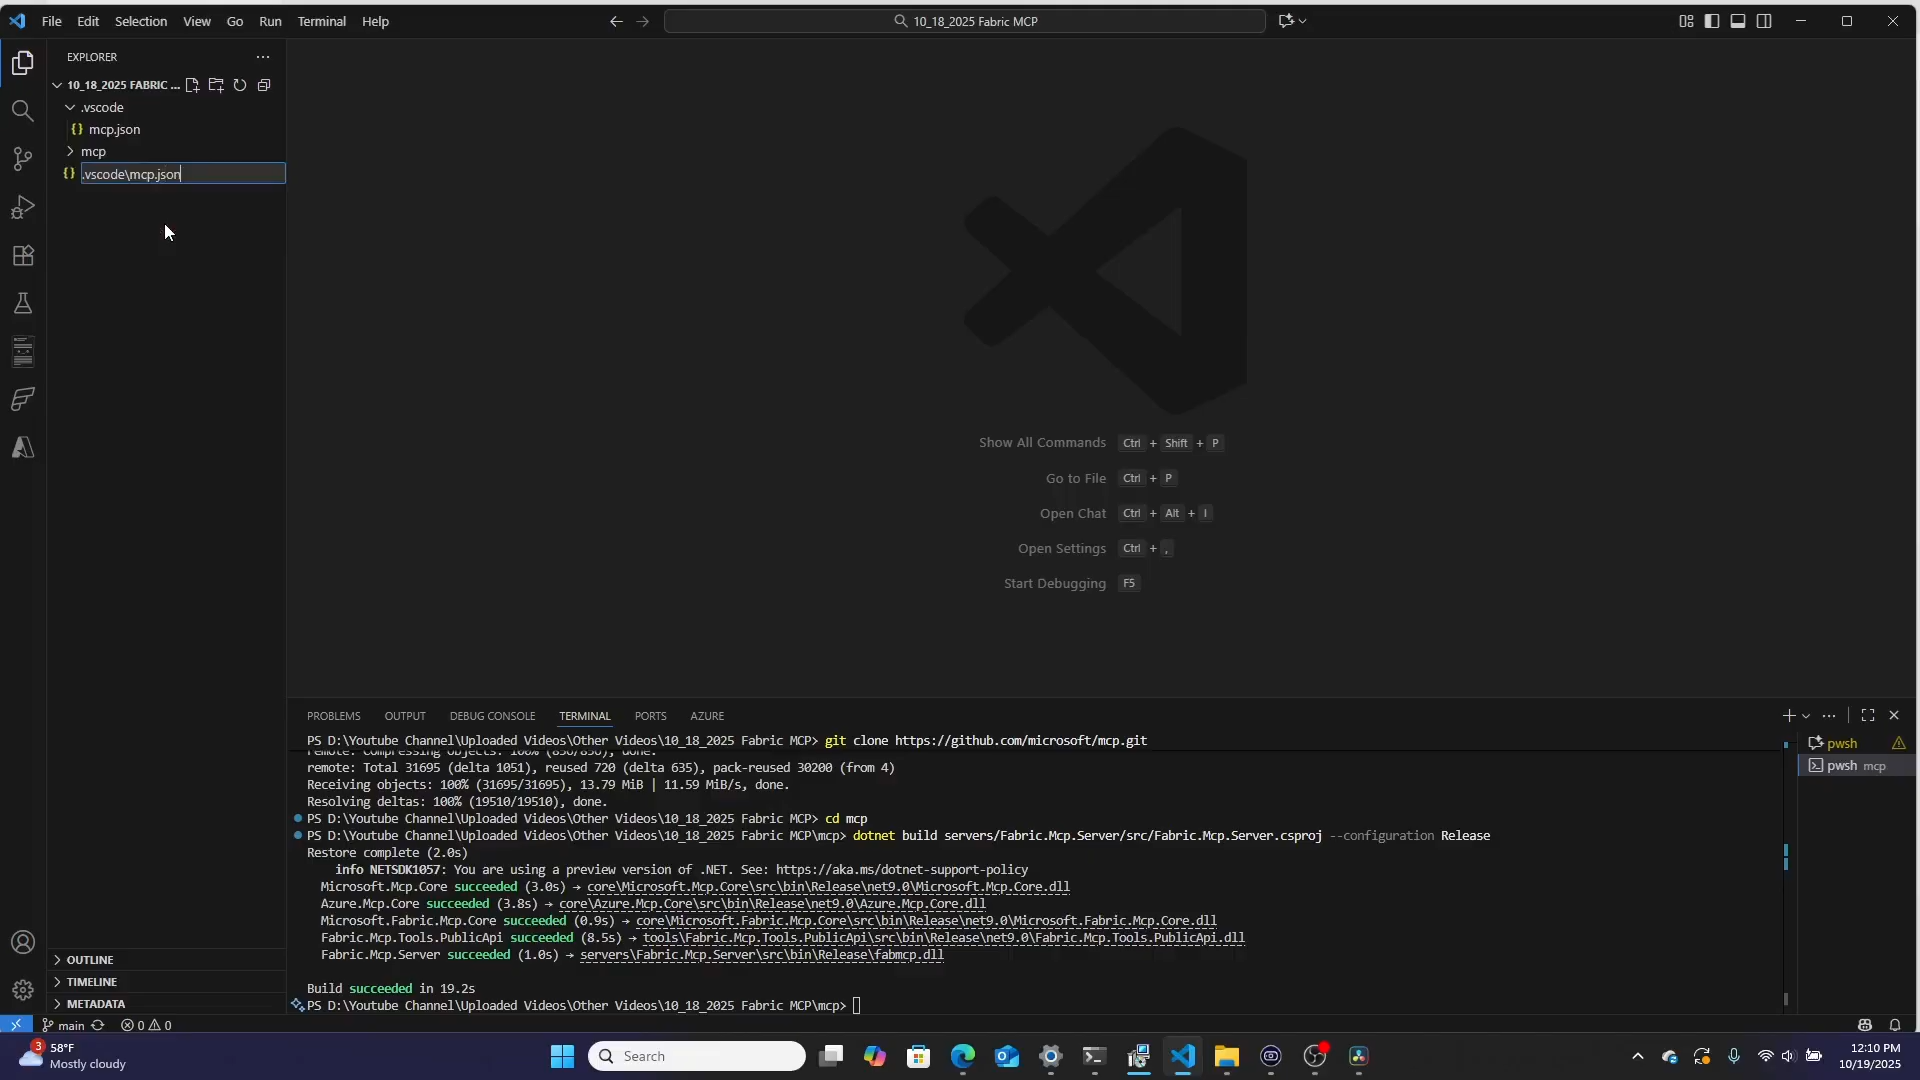 File Edit Selection View Go Run Terminal Help
10_18_2025 Fabric MCP
EXPLORER
10_18_2025 FABRIC ...
.vscode
mcp.json
mcp
.vscode\mcp.json
Show All Commands Ctrl + Shift + P
Go to File Ctrl + P
Open Chat Ctrl + Alt + I
Open Settings Ctrl + ,
Start Debugging F5
PROBLEMS OUTPUT DEBUG CONSOLE TERMINAL PORTS AZURE
PS D:\Youtube Channel\Uploaded Videos\Other Videos\10_18_2025 Fabric MCP> git clone https://github.com/microsoft/mcp.git
remote: Compressing objects: 100% (856/856), done.
remote: Total 31695 (delta 1051), reused 720 (delta 635), pack-reused 30200 (from 4)
Receiving objects: 100% (31695/31695), 13.79 MiB | 11.59 MiB/s, done.
Resolving deltas: 100% (19510/19510), done.
PS D:\Youtube Channel\Uploaded Videos\Other Videos\10_18_2025 Fabric MCP> cd mcp
PS D:\Youtube Channel\Uploaded Videos\Other Videos\10_18_2025 Fabric MCP\mcp> dotnet build servers/Fabric.Mcp.Server/src/Fabric.Mcp.Server.csproj --configuration Release
Restore complete (2.0s)
info NETSDK1057: You are using a preview version of .NET. See: https://aka.ms/dotnet-support-policy
Microsoft.Mcp.Core succeeded (3.0s) → core\Microsoft.Mcp.Core\src\bin\Release\net9.0\Microsoft.Mcp.Core.dll
Azure.Mcp.Core succeeded (3.8s) → core\Azure.Mcp.Core\src\bin\Release\net9.0\Azure.Mcp.Core.dll
Microsoft.Fabric.Mcp.Core succeeded (0.9s) → core\Microsoft.Fabric.Mcp.Core\src\bin\Release\net9.0\Microsoft.Fabric.Mcp.Core.dll
Fabric.Mcp.Tools.PublicApi succeeded (8.5s) → tools\Fabric.Mcp.Tools.PublicApi\src\bin\Release\net9.0\Fabric.Mcp.Tools.PublicApi.dll
Fabric.Mcp.Server succeeded (1.0s) → servers\Fabric.Mcp.Server\src\bin\Release\fabmcp.dll
Build succeeded in 19.2s
PS D:\Youtube Channel\Uploaded Videos\Other Videos\10_18_2025 Fabric MCP\mcp>
pwsh
pwsh mcp
OUTLINE
TIMELINE
METADATA
main 0 0
3
58°F
Mostly cloudy
Search
12:10 PM
10/19/2025